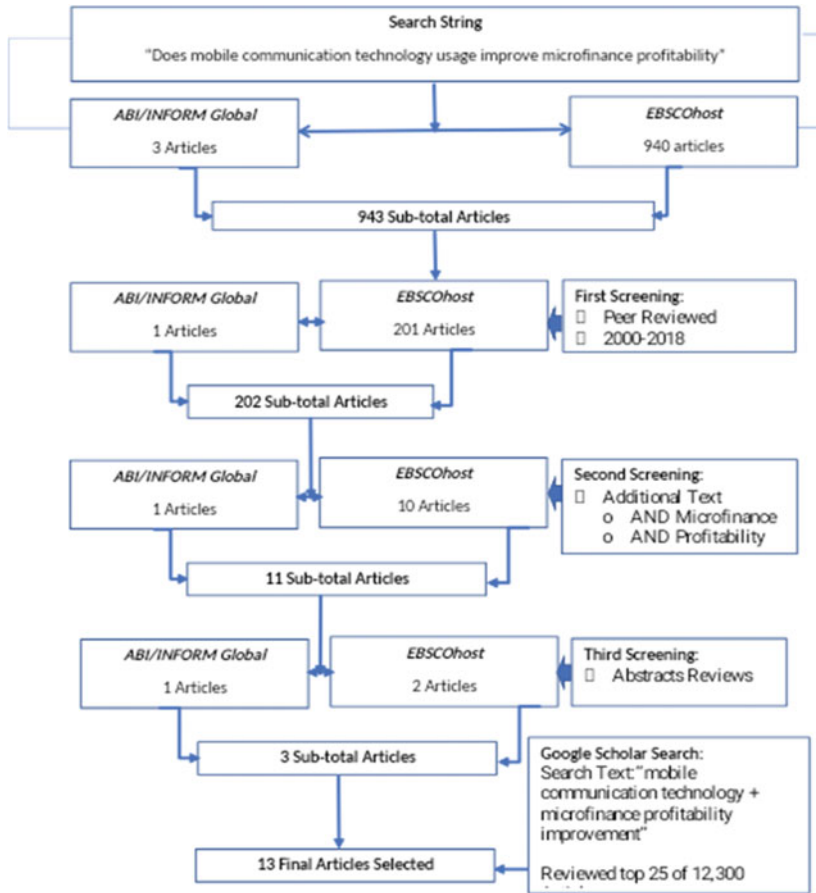 Search String
"Does mobile communication technology usage improve microfinance profitability"
ABI/INFORM Global
3 Articles
EBSCOhost
940 articles
943 Sub-total Articles
ABI/INFORM Global
1 Articles
EBSCOhost
201 Articles
First Screening:
Peer Reviewed
2000-2018
202 Sub-total Articles
ABI/INFORM Global
1 Articles
EBSCOhost
10 Articles
Second Screening:
Additional Text
o AND Microfinance
o AND Profitability
11 Sub-total Articles
ABI/INFORM Global
1 Articles
EBSCOhost
2 Articles
Third Screening:
Abstracts Reviews
3 Sub-total Articles
Google Scholar Search:
Search Text:"mobile
communication technology +
microfinance profitability
improvement"
Reviewed top 25 of 12,300
13 Final Articles Selected